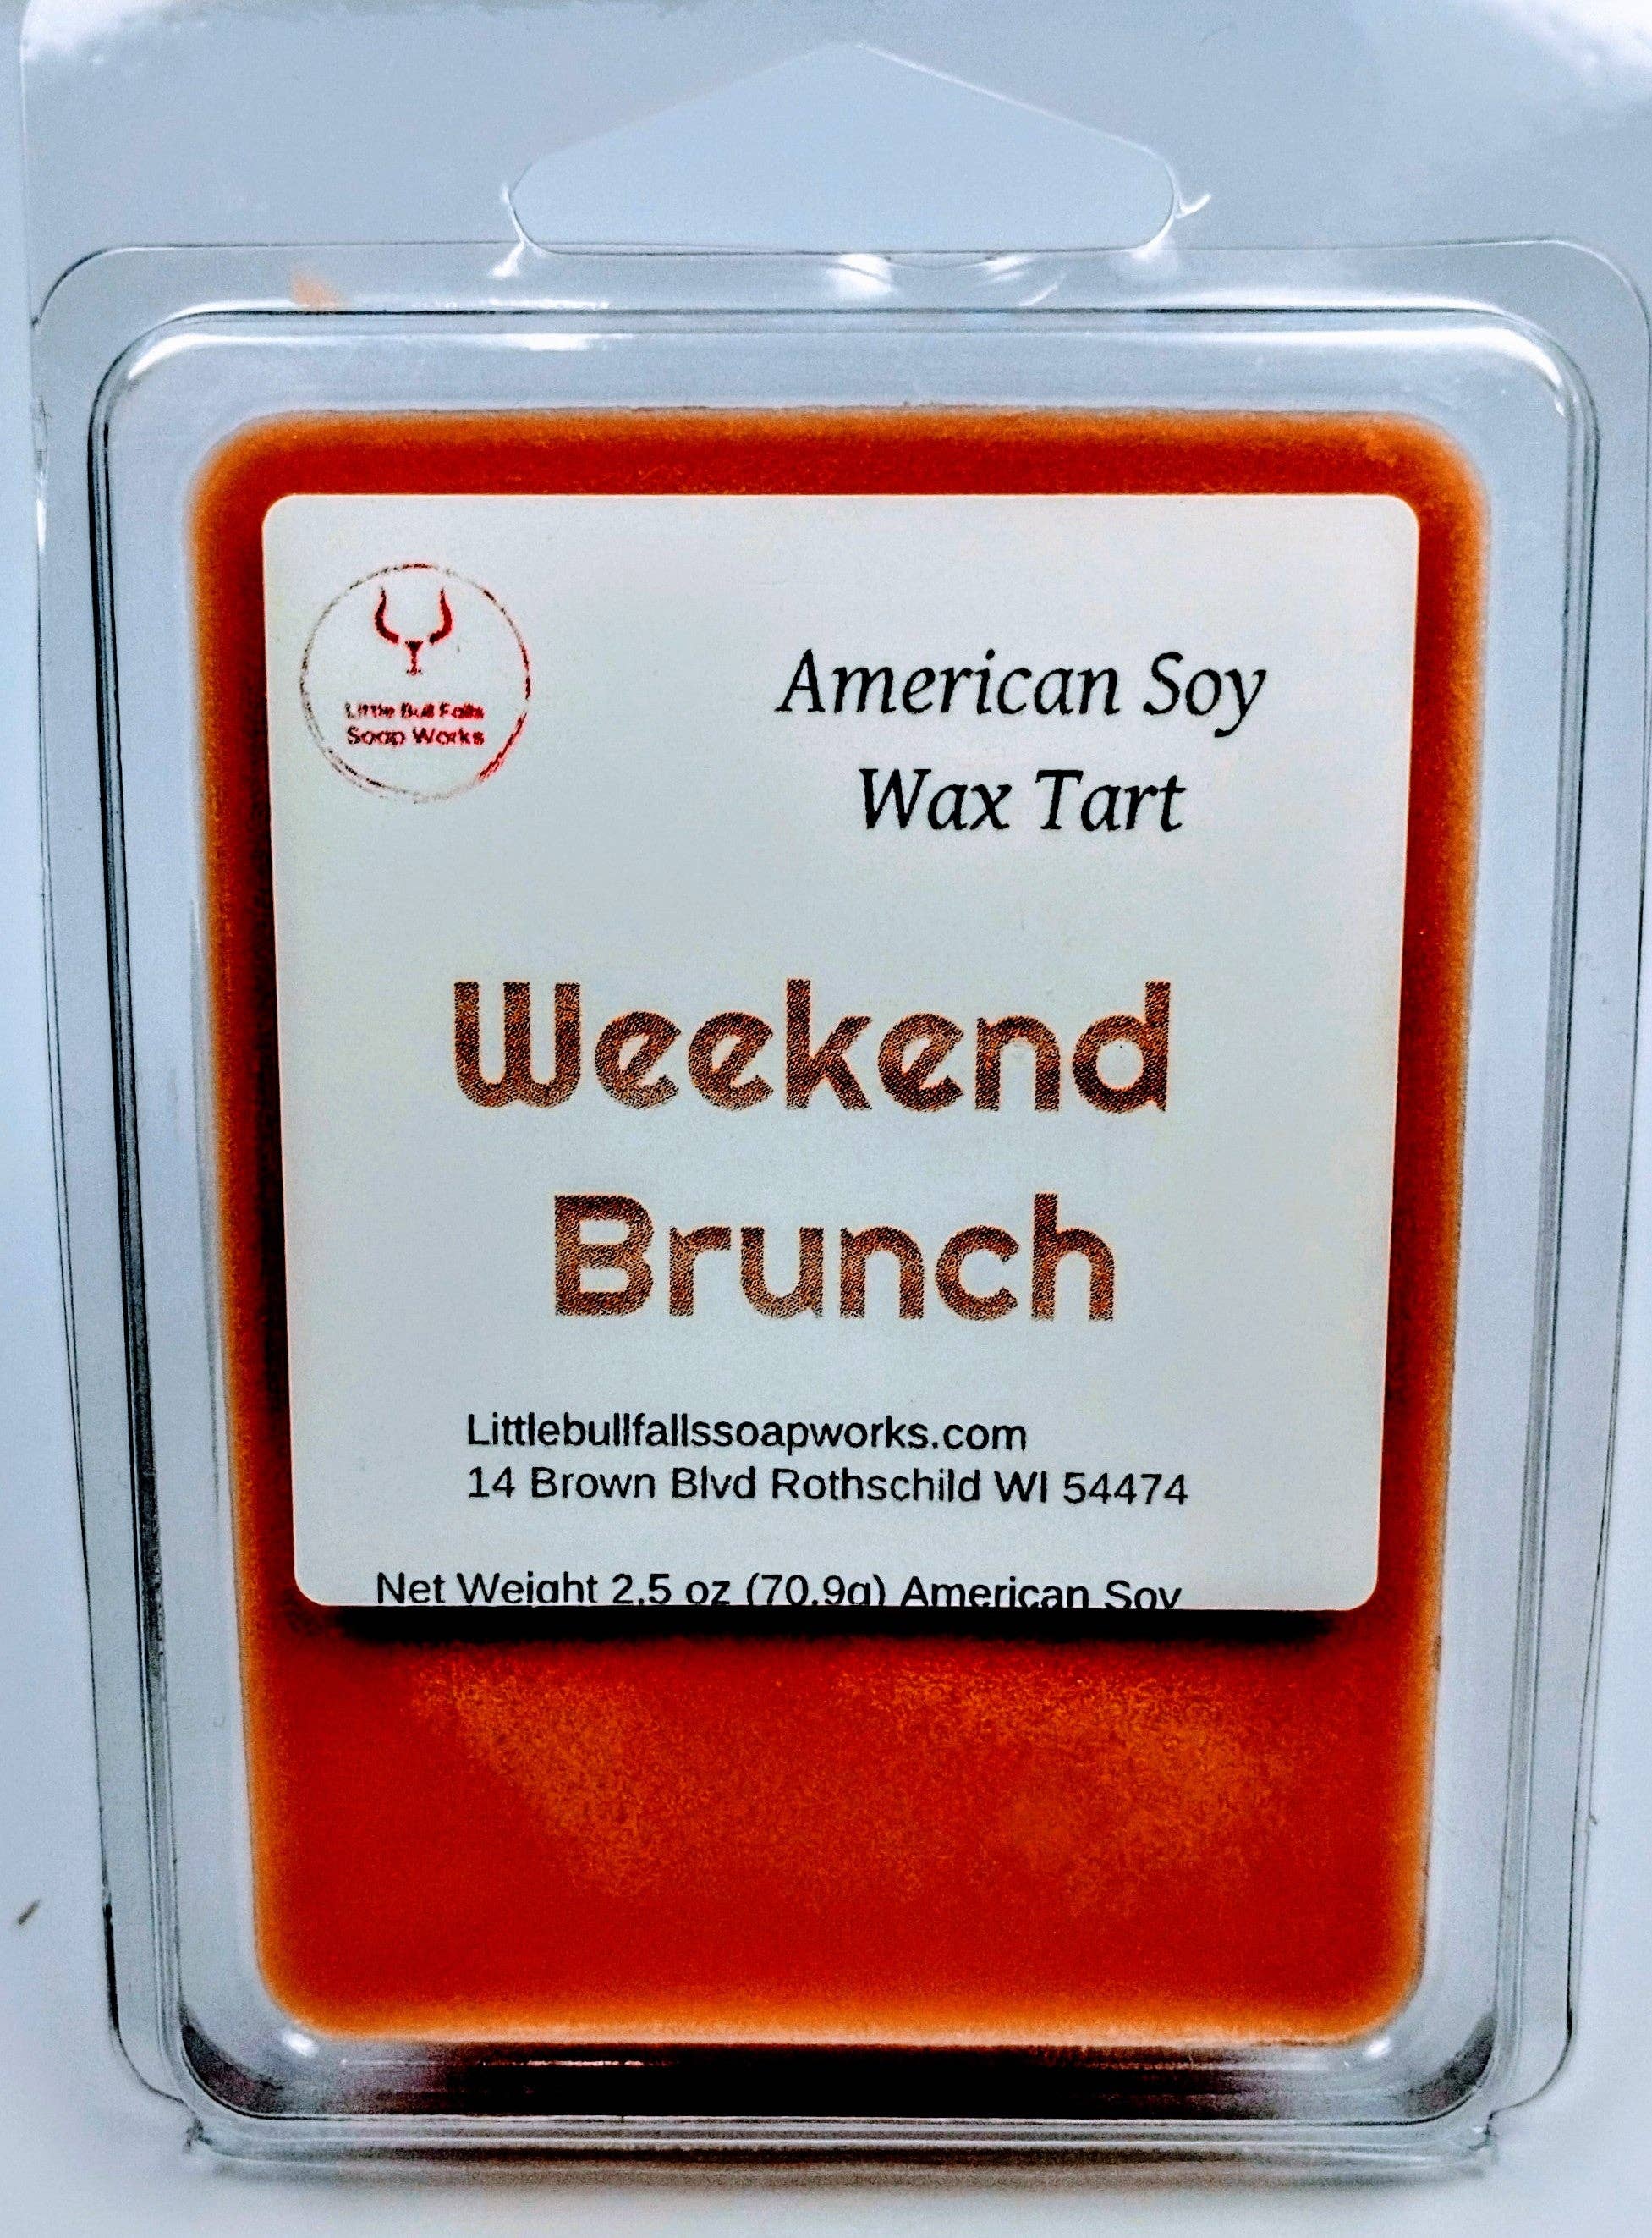 Little Bull Falls
Soap Works
American Soy
Wax Tart
Weekend
Brunch
Littlebullfallssoapworks.com
14 Brown Blvd Rothschild WI 54474
Net Weight 2.5 oz (70.9g) American Soy